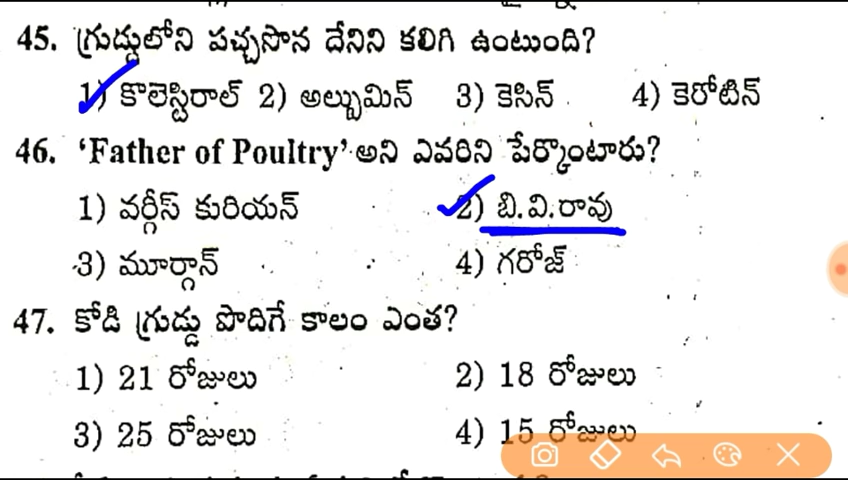 45. గ్రుడ్డులోని పచ్చసొన దేనిని కలిగి ఉంటుంది?
1) కొలెస్టిరాల్ 2) అల్బుమిన్ 3) కెసిన్ 4) కెరోటిన్
46. ‘Father of Poultry’ అని ఎవరిని పేర్కొంటారు?
1) వర్గీస్ కురియన్ 2) బి.వి.రావు
3) మూర్గాన్ 4) గరోజ్
47. కోడి గ్రుడ్డు పొదిగే కాలం ఎంత?
1) 21 రోజులు 2) 18 రోజులు
3) 25 రోజులు 4) 15 రోజులు